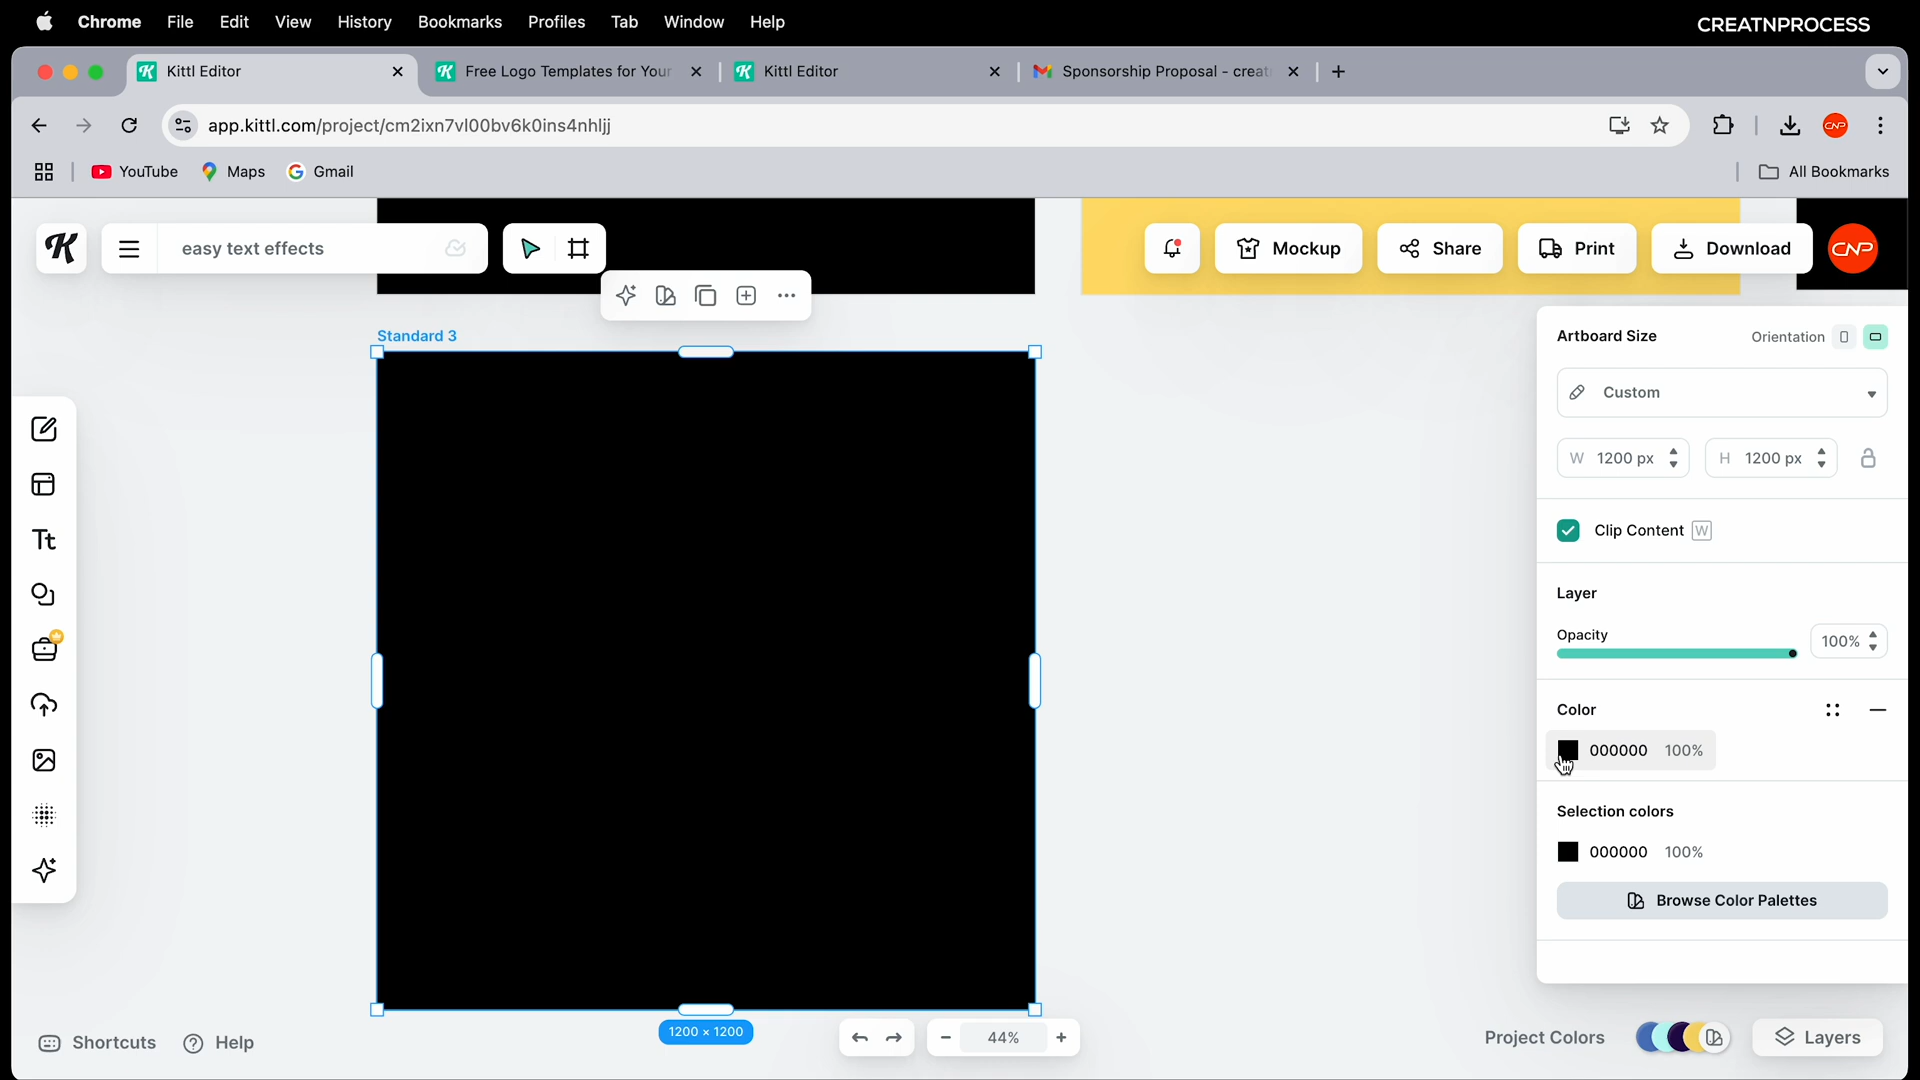 Chrome File Edit View History Bookmarks Profiles Tab Window Help
CREATNPROCESS
Kittl Editor
Free Logo Templates for Your
Kittl Editor
Sponsorship Proposal - creat
app.kittl.com/project/cm2ixn7vl00bv6k0ins4nhljj
CNP
YouTube
Maps
Gmail
All Bookmarks
K
easy text effects
Mockup
Share
Print
Download
CNP
Standard 3
Artboard Size
Orientation
Custom
W 1200 px
H 1200 px
Clip Content W
Layer
Opacity
100%
Color
000000 100%
Selection colors
000000 100%
Browse Color Palettes
Tt
1200 × 1200
Shortcuts
Help
44%
Project Colors
Layers